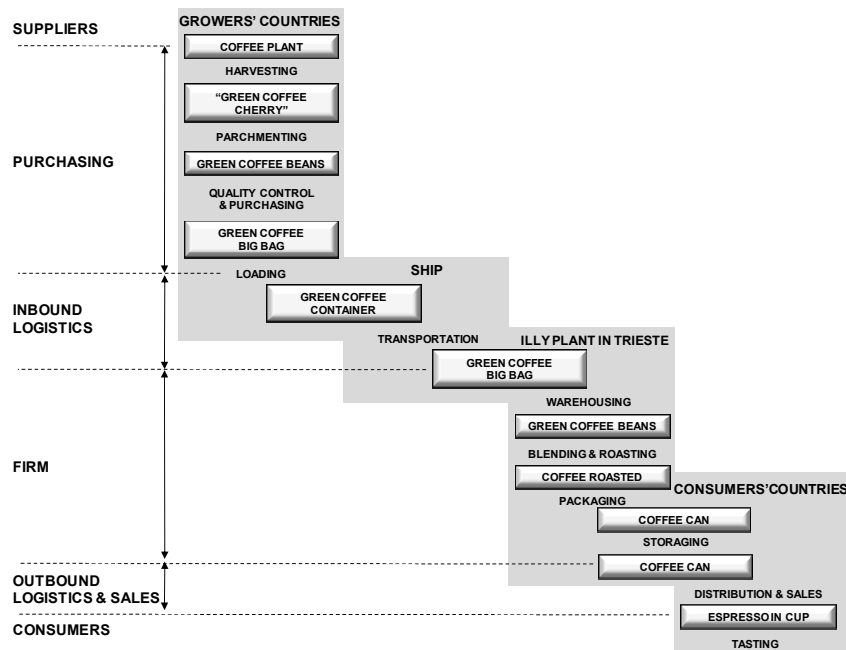 GROWERS' COUNTRIES
SUPPLIERS
COFFEE PLANT
HARVESTING
“GREEN COFFEE
CHERRY”
PARCHMENTING
PURCHASING
GREEN COFFEE BEANS
QUALITY CONTROL
& PURCHASING
GREEN COFFEE
BIG BAG
LOADING
SHIP
GREEN COFFEE
CONTAINER
INBOUND
LOGISTICS
TRANSPORTATION
ILLY PLANT IN TRIESTE
GREEN COFFEE
BIG BAG
WAREHOUSING
GREEN COFFEE BEANS
BLENDING & ROASTING
FIRM
COFFEE ROASTED
CONSUMERS' COUNTRIES
PACKAGING
COFFEE CAN
STORAGING
COFFEE CAN
OUTBOUND
LOGISTICS & SALES
DISTRIBUTION & SALES
ESPRESSO IN CUP
CONSUMERS
TASTING